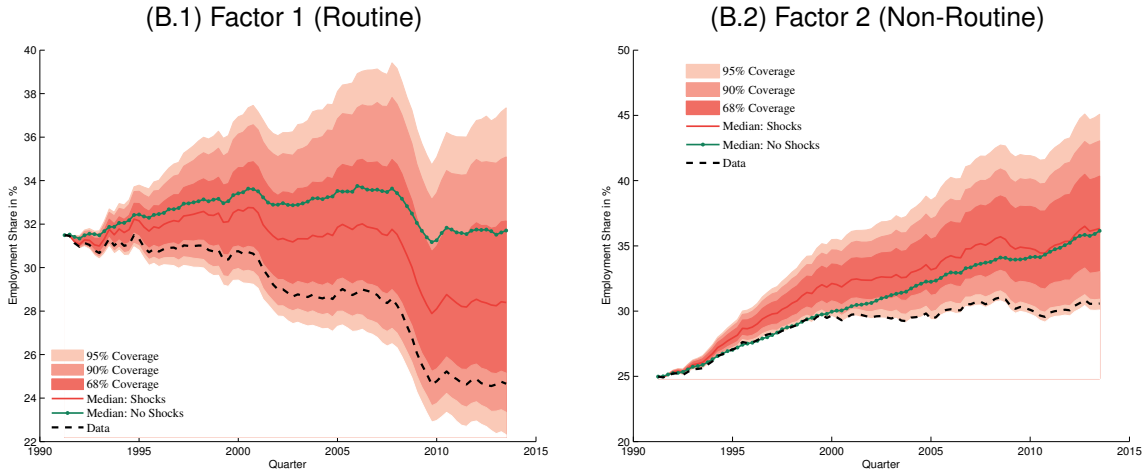 (B.1) Factor 1 (Routine)
40
38
36
34
32
30
28
26
24
22
Employment Share in %
95% Coverage
90% Coverage
68% Coverage
Median: Shocks
Median: No Shocks
Data
1990
1995
2000
2005
2010
2015
Quarter
(B.2) Factor 2 (Non-Routine)
50
45
40
35
30
25
20
Employment Share in %
95% Coverage
90% Coverage
68% Coverage
Median: Shocks
Median: No Shocks
Data
1990
1995
2000
2005
2010
2015
Quarter